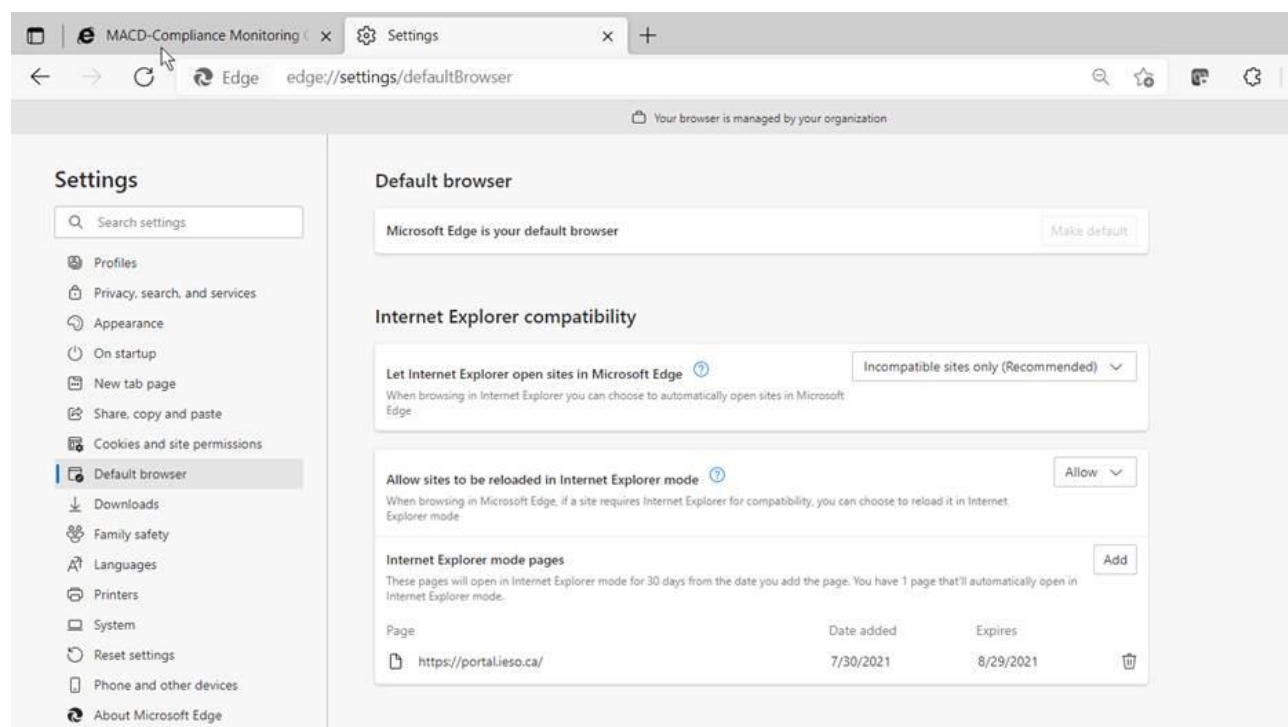 MACD-Compliance Monitoring
Settings
Edge
edge://settings/defaultBrowser
Your browser is managed by your organization
Settings
Search settings
Profiles
Privacy, search, and services
Appearance
On startup
New tab page
Share, copy and paste
Cookies and site permissions
Default browser
Downloads
Family safety
Languages
Printers
System
Reset settings
Phone and other devices
About Microsoft Edge
Default browser
Microsoft Edge is your default browser
Make default
Internet Explorer compatibility
Let Internet Explorer open sites in Microsoft Edge
Incompatible sites only (Recommended)
When browsing in Internet Explorer you can choose to automatically open sites in Microsoft
Edge
Allow sites to be reloaded in Internet Explorer mode
Allow
When browsing in Microsoft Edge, if a site requires Internet Explorer for compatibility, you can choose to reload it in Internet
Explorer mode
Internet Explorer mode pages
Add
These pages will open in Internet Explorer mode for 30 days from the date you add the page. You have 1 page that'll automatically open in
Internet Explorer mode.
Page Date added Expires
https://portal.ieso.ca/ 7/30/2021 8/29/2021